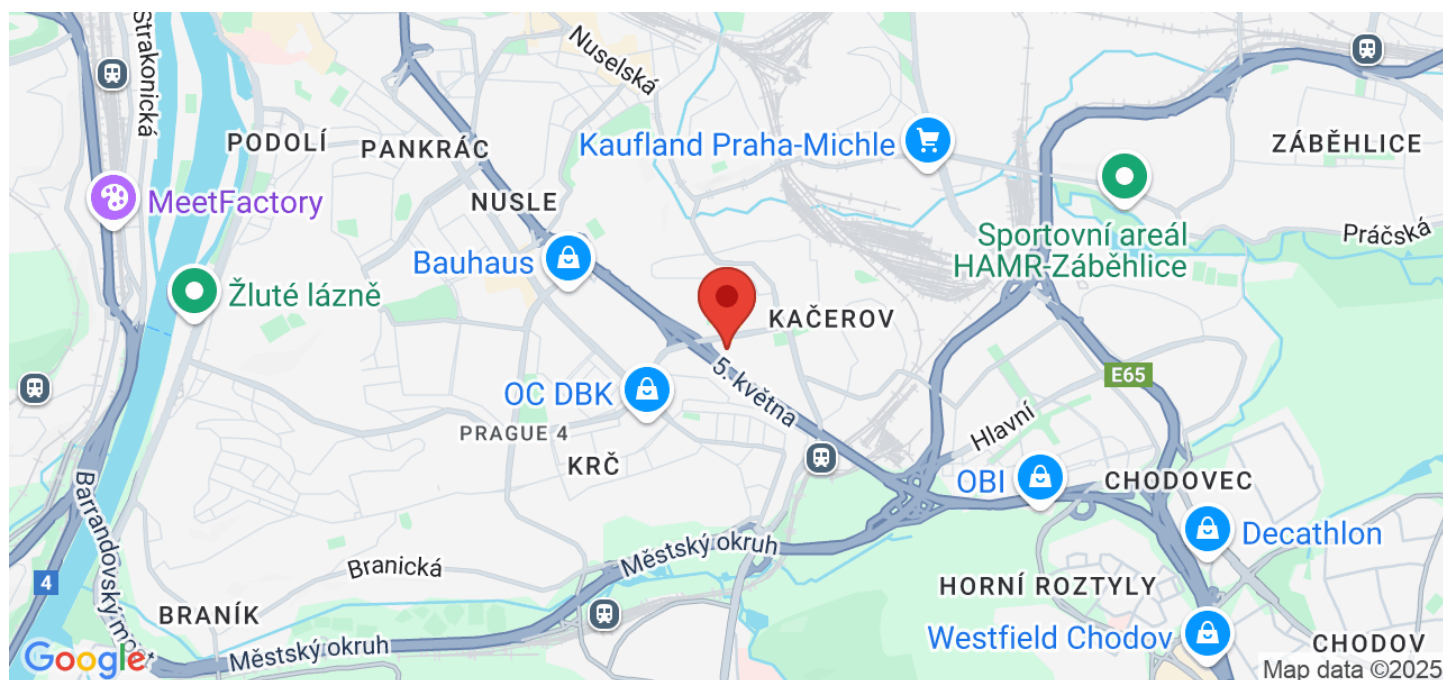 Strakonická
Nuselská
PODOLÍ
PANKRÁC
Kaufland Praha-Michle
ZÁBĚHLICE
MeetFactory
NUSLE
Práčská
Sportovní areál
HAMR-Záběhlice
Bauhaus
Žluté lázně
KAČEROV
5. května
E65
OC DBK
Hlavní
PRAGUE 4
KRČ
OBI
CHODOVEC
Decathlon
Barrandovský most
Městský okruh
Branická
4
HORNÍ ROZTYLY
BRANÍK
Westfield Chodov
CHODOV
Městský okruh
Google
Map data ©2025